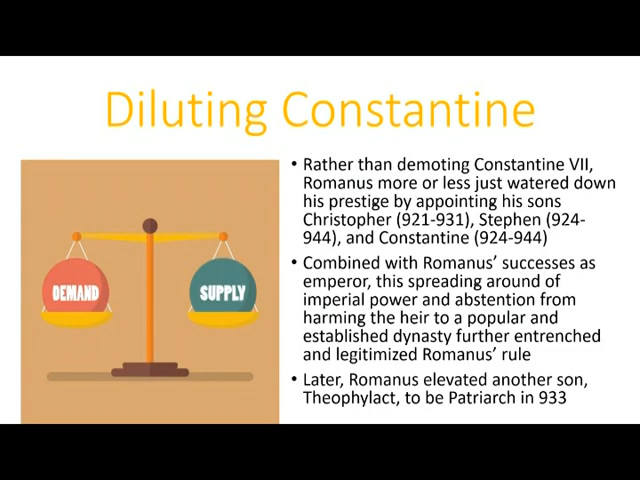 Diluting Constantine
DEMAND
SUPPLY
• Rather than demoting Constantine VII,
Romanus more or less just watered down
his prestige by appointing his sons
Christopher (921-931), Stephen (924-
944), and Constantine (924-944)
• Combined with Romanus' successes as
emperor, this spreading around of
imperial power and abstention from
harming the heir to a popular and
established dynasty further entrenched
and legitimized Romanus' rule
• Later, Romanus elevated another son,
Theophylact, to be Patriarch in 933